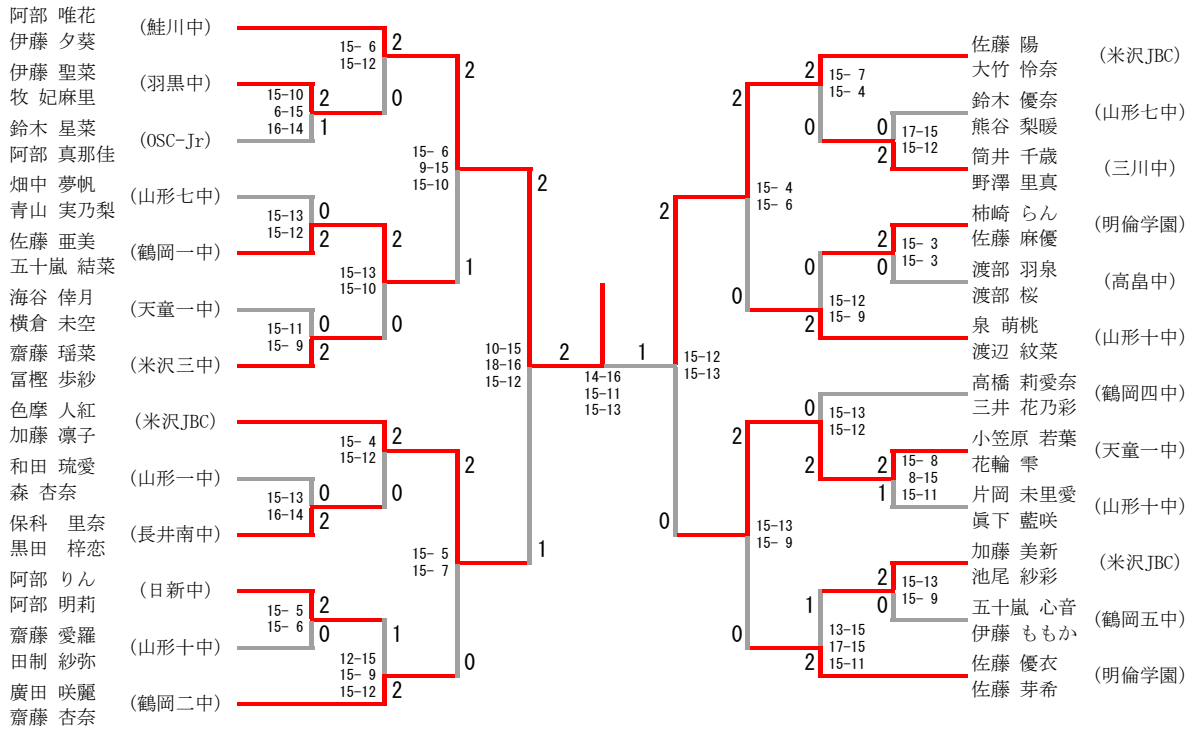 阿部 唯花
伊藤 夕葵
(鮭川中)
伊藤 聖菜
牧 妃麻里
(羽黒中)
鈴木 星菜
阿部 真那佳
(OSC-Jr)
畑中 夢帆
青山 実乃梨
(山形七中)
佐藤 亜美
五十嵐 結菜
(鶴岡一中)
海谷 倖月
横倉 未空
(天童一中)
齋藤 瑶菜
冨樫 歩紗
(米沢三中)
色摩 人紅
加藤 凛子
(米沢JBC)
和田 琉愛
森 杏奈
(山形一中)
保科 里奈
黒田 梓恋
(長井南中)
阿部 りん
阿部 明莉
(日新中)
齋藤 愛羅
田制 紗弥
(山形十中)
廣田 咲麗
齋藤 杏奈
(鶴岡二中)
15-10
6-15
16-14
2
1
15-13
15-12
0
2
15-11
15- 9
0
2
15-13
16-14
0
2
15- 5
15- 6
2
0
15- 6
15-12
2
0
15-13
15-10
2
0
15- 4
15-12
2
0
12-15
15- 9
15-12
1
2
15- 6
9-15
15-10
2
1
15- 5
15- 7
2
0
10-15
18-16
15-12
2
1
2
14-16
15-11
15-13
1
15-12
15-13
2
0
15- 4
15- 6
2
0
15-13
15- 9
2
0
15- 7
15- 4
2
0
15-12
15- 9
0
2
15-13
15-12
0
2
13-15
17-15
15-11
1
2
17-15
15-12
0
2
15- 3
15- 3
2
0
15- 8
8-15
15-11
2
1
15-13
15- 9
2
0
佐藤 陽
大竹 怜奈
(米沢JBC)
鈴木 優奈
熊谷 梨暖
(山形七中)
筒井 千歳
野澤 里真
(三川中)
柿崎 らん
佐藤 麻優
(明倫学園)
渡部 羽泉
渡部 桜
(高畠中)
泉 萌桃
渡辺 紋菜
(山形十中)
高橋 莉愛奈
三井 花乃彩
(鶴岡四中)
小笠原 若葉
花輪 雫
(天童一中)
片岡 未里愛
眞下 藍咲
(山形十中)
加藤 美新
池尾 紗彩
(米沢JBC)
五十嵐 心音
伊藤 ももか
(鶴岡五中)
佐藤 優衣
佐藤 芽希
(明倫学園)